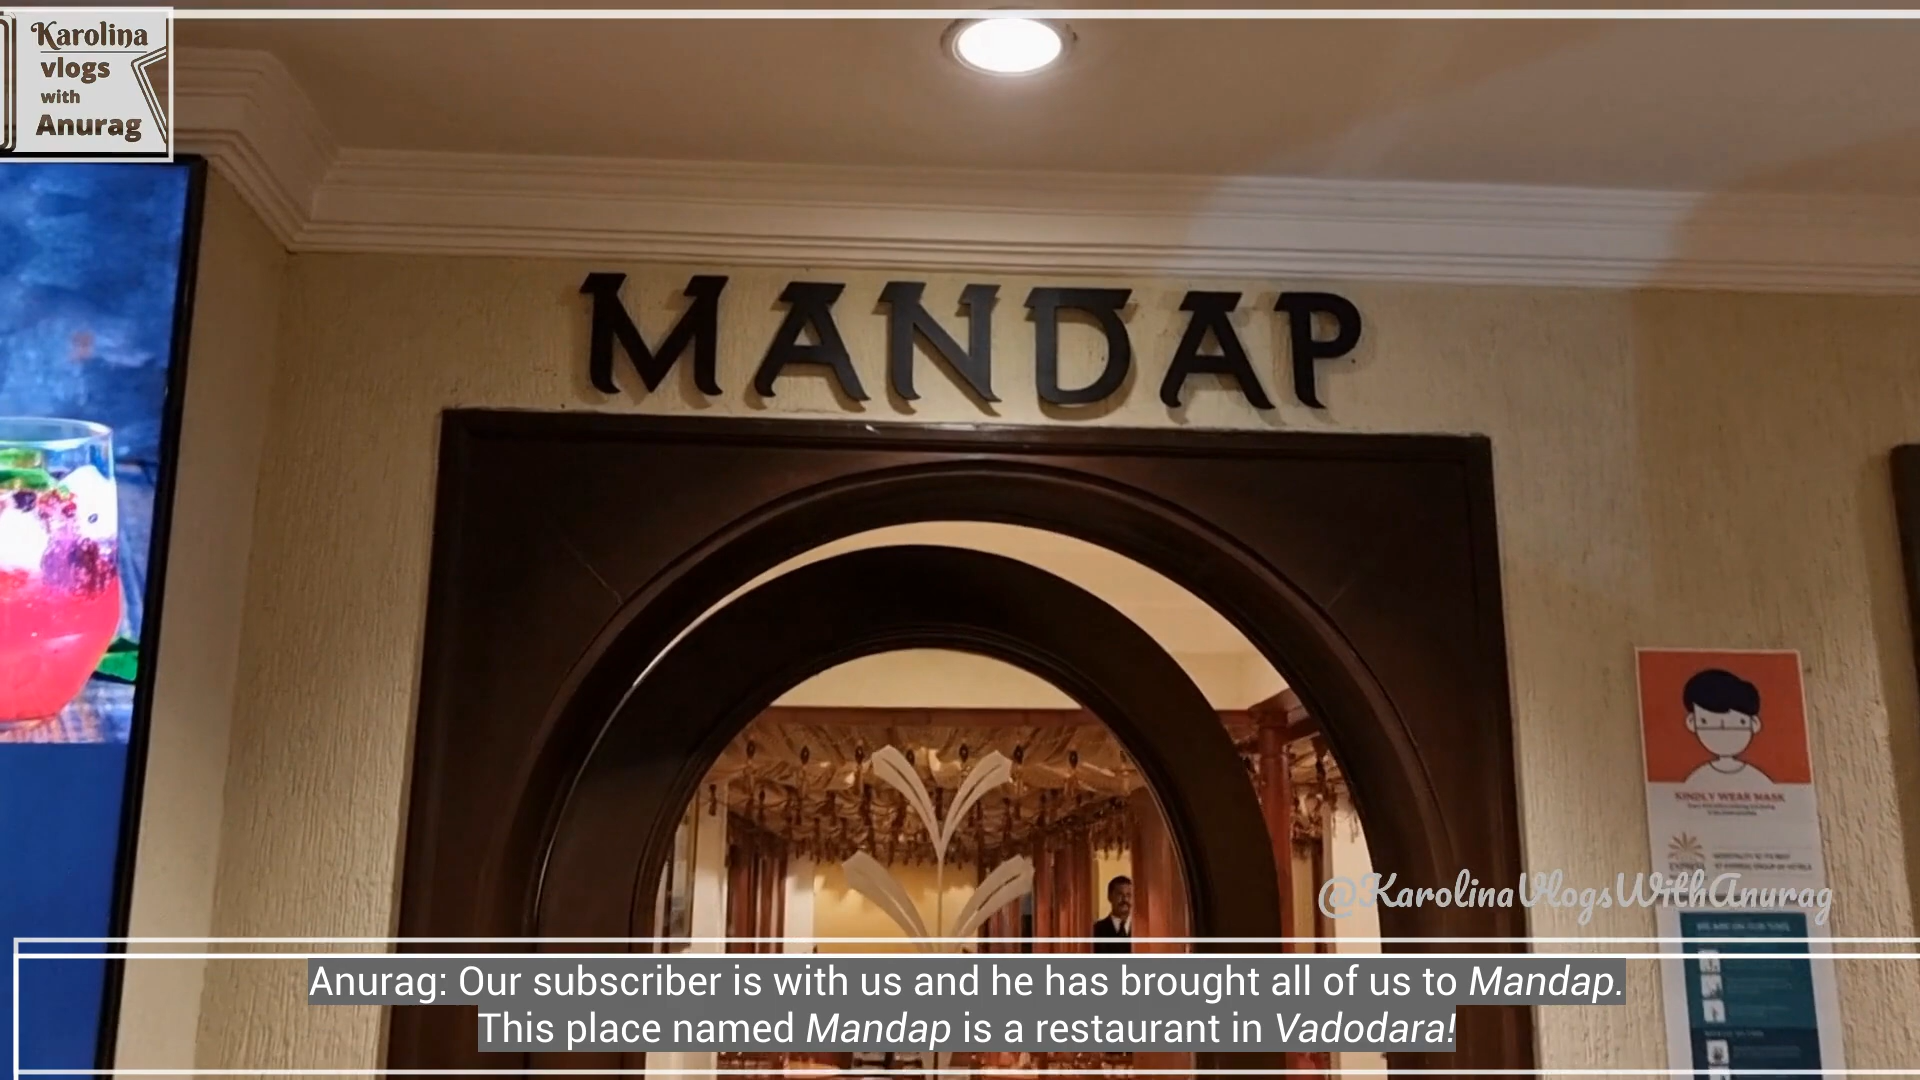 Karolina
vlogs
with
Anurag
MANDAP
KINDLY WEAR MASK
@KarolinaVlogsWithAnurag
Anurag: Our subscriber is with us and he has brought all of us to Mandap.
This place named Mandap is a restaurant in Vadodara!